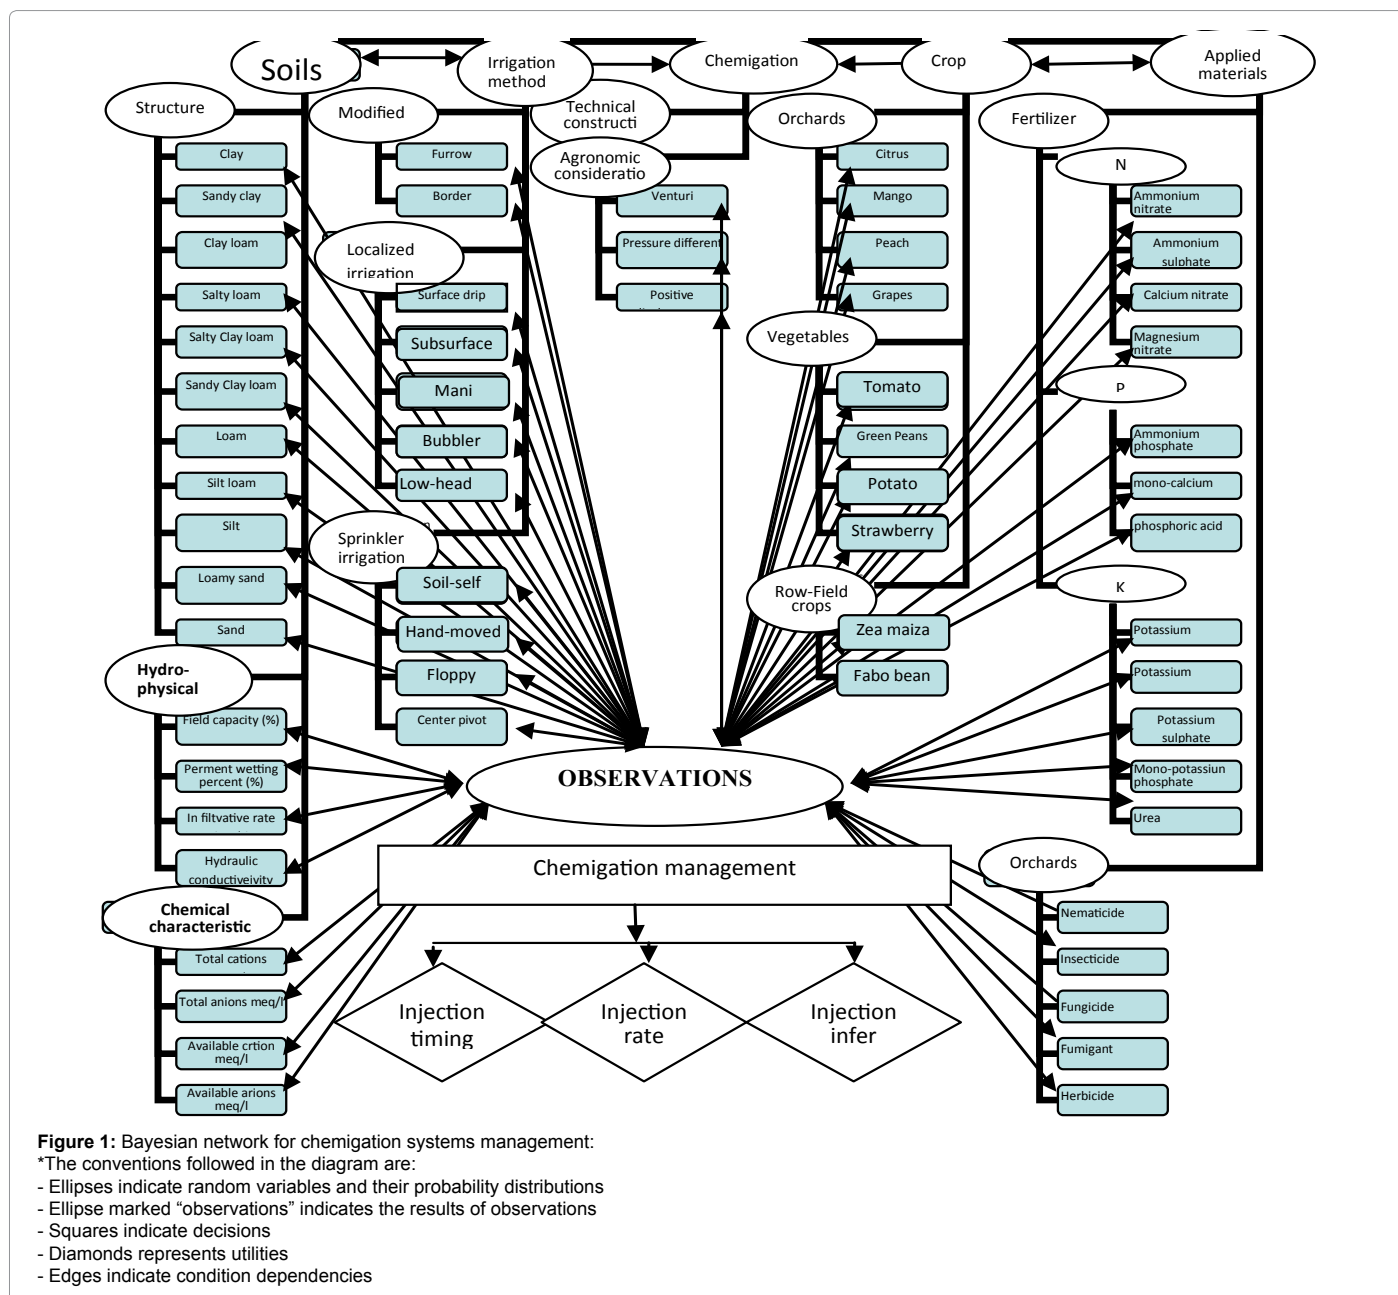 Soils
Irrigation
method
Chemigation
Crop
Applied
materials
Structure
Clay
Sandy clay
Clay loam
Salty loam
Salty Clay loam
Sandy Clay loam
Loam
Silt loam
Silt
Loamy sand
Sand
Hydro-
physical
Field capacity (%)
Perment wetting
percent (%)
In filtvative rate
Hydraulic
conductiveivity
Chemical
characteristic
Total cations
Total anions meq/l
Available crtion
meq/l
Available arions
meq/l
Modified
Furrow
Border
Localized
irrigation
Surface drip
Subsurface
Mani
Bubbler
Low-head
Sprinkler
irrigation
Soil-self
Hand-moved
Floppy
Center pivot
Technical
constructi
Agronomic
consideratio
Venturi
Pressure different
Positive
Orchards
Citrus
Mango
Peach
Grapes
Vegetables
Tomato
Green Peans
Potato
Strawberry
Row-Field
crops
Zea maiza
Fabo bean
Fertilizer
N
Ammonium
nitrate
Ammonium
sulphate
Calcium nitrate
Magnesium
nitrate
P
Ammonium
phosphate
mono-calcium
phosphoric acid
K
Potassium
Potassium
Potassium
sulphate
Mono-potassiun
phosphate
Urea
Orchards
Nematicide
Insecticide
Fungicide
Fumigant
Herbicide
OBSERVATIONS
Chemigation management
Injection
timing
Injection
rate
Injection
infer
Figure 1: Bayesian network for chemigation systems management:
*The conventions followed in the diagram are:
- Ellipses indicate random variables and their probability distributions
- Ellipse marked “observations” indicates the results of observations
- Squares indicate decisions
- Diamonds represents utilities
- Edges indicate condition dependencies